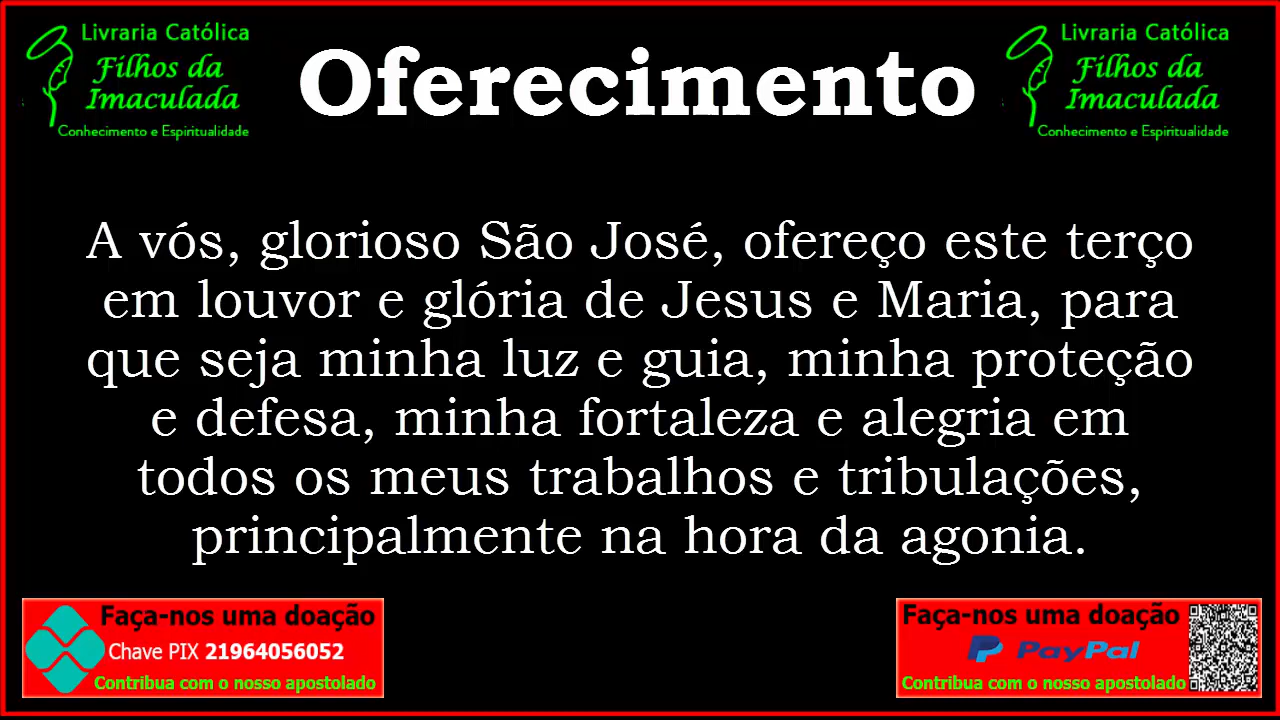 Livraria Católica
Filhos da
Imaculada
Conhecimento e Espiritualidade
Oferecimento
Livraria Católica
Filhos da
Imaculada
Conhecimento e Espiritualidade
A vós, glorioso São José, ofereço este terço
em louvor e glória de Jesus e Maria, para
que seja minha luz e guia, minha proteção
e defesa, minha fortaleza e alegria em
todos os meus trabalhos e tribulações,
principalmente na hora da agonia.
Faça-nos uma doação
Chave PIX 21964056052
Contribua com o nosso apostolado
Faça-nos uma doação
PayPal
Contribua com o nosso apostolado